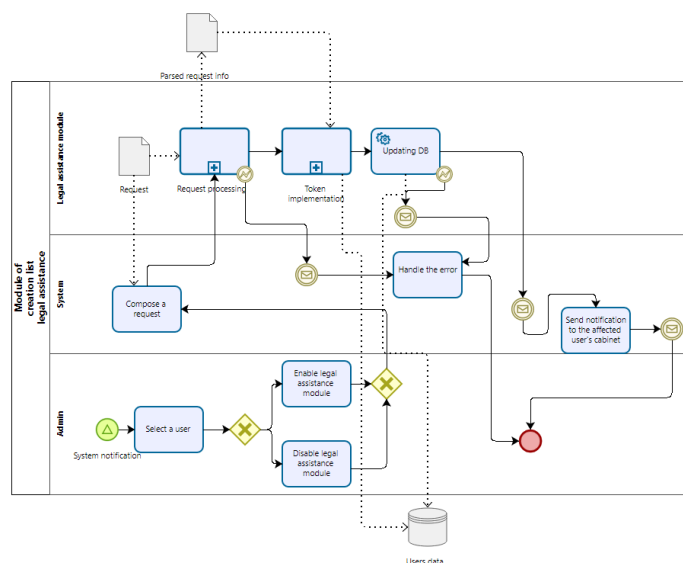 Parsed request info
Module of
creation list
legal assistance
Legal assistance module
Request
Request processing
Token
implementation
Updating DB
System
Compose a
request
Handle the error
Send notification
to the affected
user's cabinet
Admin
System notification
Select a user
Enable legal
assistance
module
Disable legal
assistance
module
Users data